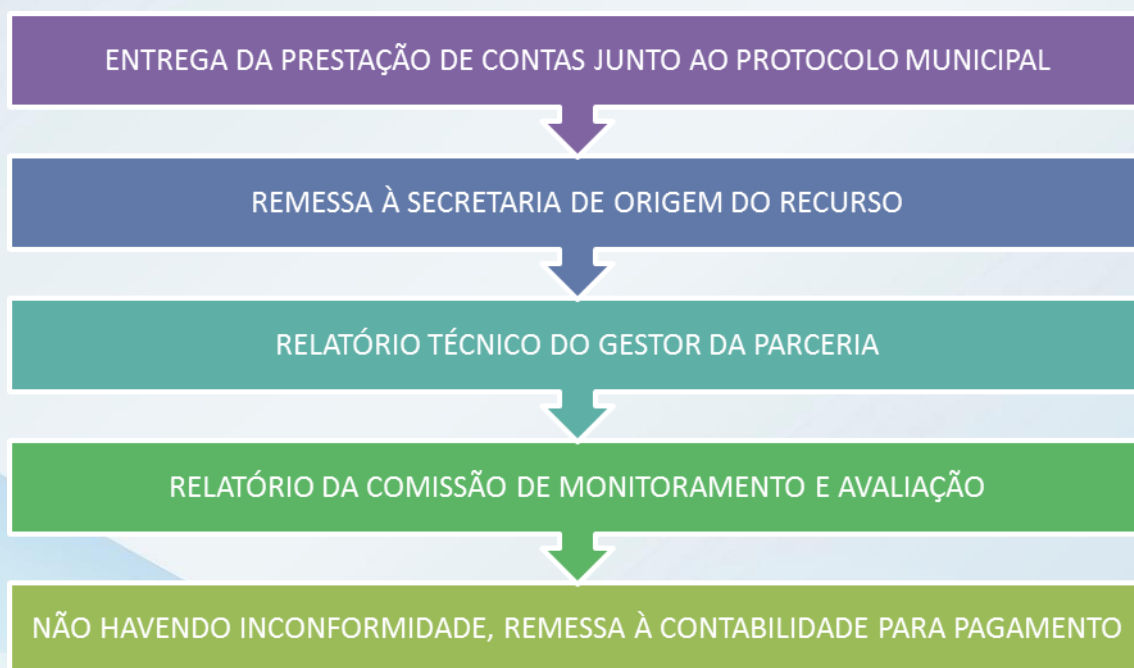 ENTREGA DA PRESTAÇÃO DE CONTAS JUNTO AO PROTOCOLO MUNICIPAL
REMESSA À SECRETARIA DE ORIGEM DO RECURSO
RELATÓRIO TÉCNICO DO GESTOR DA PARCERIA
RELATÓRIO DA COMISSÃO DE MONITORAMENTO E AVALIAÇÃO
NÃO HAVENDO INCONFORMIDADE, REMESSA À CONTABILIDADE PARA PAGAMENTO